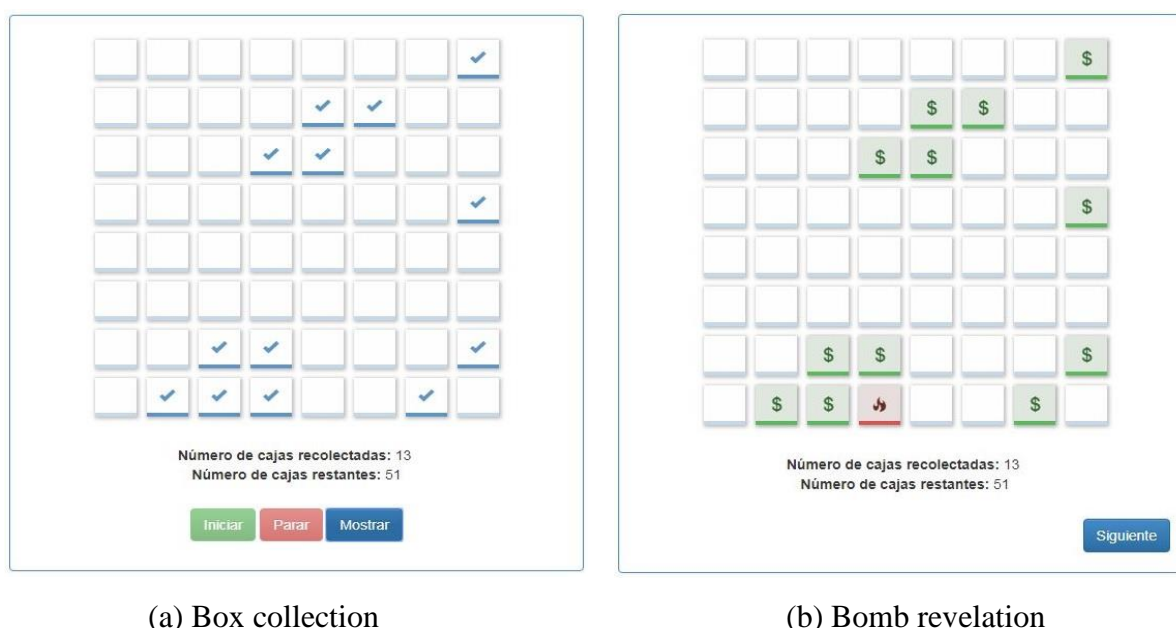 $
$ $
$ $
$
$ $ $
$ $ $
Número de cajas recolectadas: 13
Número de cajas restantes: 51
Iniciar Parar Mostrar
Número de cajas recolectadas: 13
Número de cajas restantes: 51
Siguiente
(a) Box collection
(b) Bomb revelation